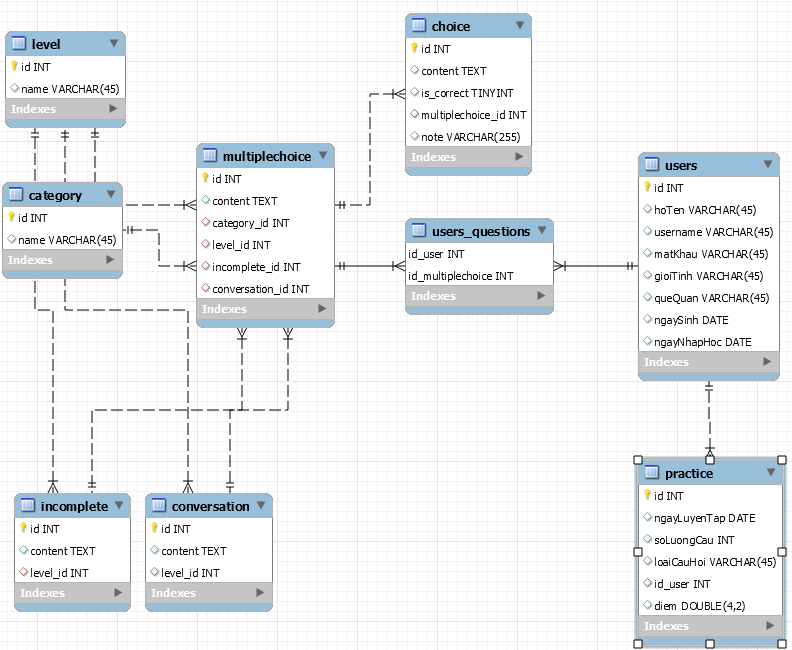 level
id INT
name VARCHAR(45)
Indexes
category
id INT
name VARCHAR(45)
Indexes
multiplechoice
id INT
content TEXT
category_id INT
level_id INT
incomplete_id INT
conversation_id INT
Indexes
choice
id INT
content TEXT
is_correct TINYINT
multiplechoice_id INT
note VARCHAR(255)
Indexes
users_questions
id_user INT
id_multiplechoice INT
Indexes
users
id INT
hoTen VARCHAR(45)
username VARCHAR(45)
matKhau VARCHAR(45)
gioiTinh VARCHAR(45)
queQuan VARCHAR(45)
ngaySinh DATE
ngayNhapHoc DATE
Indexes
incomplete
id INT
content TEXT
level_id INT
Indexes
conversation
id INT
content TEXT
level_id INT
Indexes
practice
id INT
ngayLuyenTap DATE
soLuongCau INT
loaiCauHoi VARCHAR(45)
id_user INT
diem DOUBLE(4,2)
Indexes